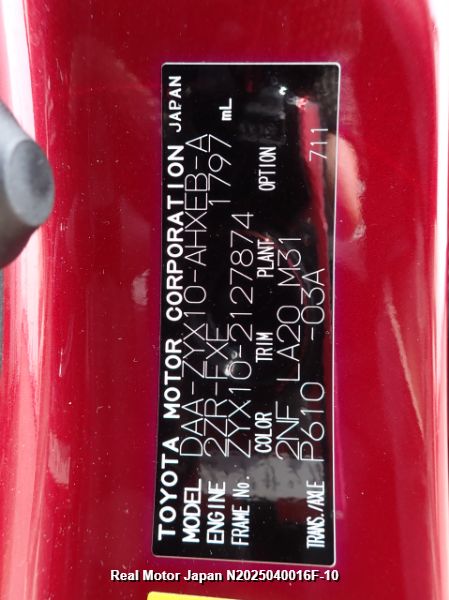 TOYOTA MOTOR CORPORATION JAPAN
MODEL DAA-ZYX10-AHXEB-A
ENGINE 2ZR-FXE 1797 mL
FRAME No. ZYX10-2127874
COLOR TRIM PLANT OPTION
2NF LA20 M31 711
TRANS./AXLE P610 -03A
Real Motor Japan N2025040016F-10